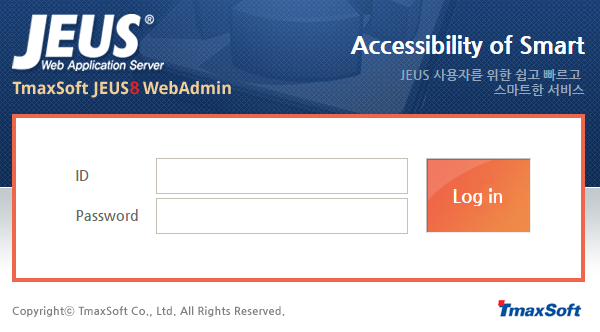 JEUS®
Web Application Server
TmaxSoft JEUS8 WebAdmin
Accessibility of Smart
JEUS 사용자를 위한 쉽고 빠르고
스마트한 서비스
ID
Password
Log in
Copyrightⓒ TmaxSoft Co., Ltd. All Rights Reserved.
TmaxSoft